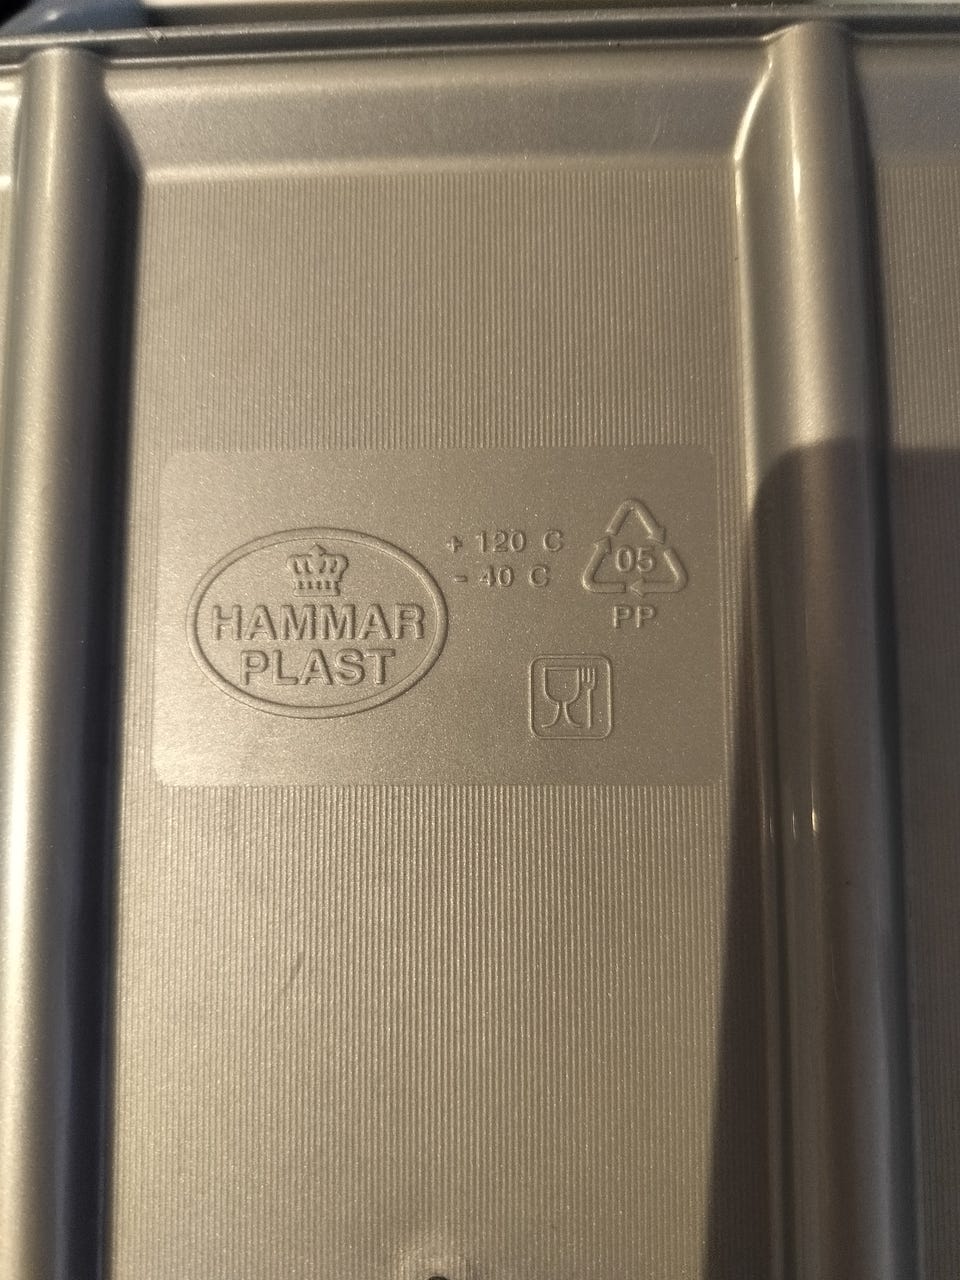 HAMMAR
PLAST
+ 120 C
- 40 C
05
PP